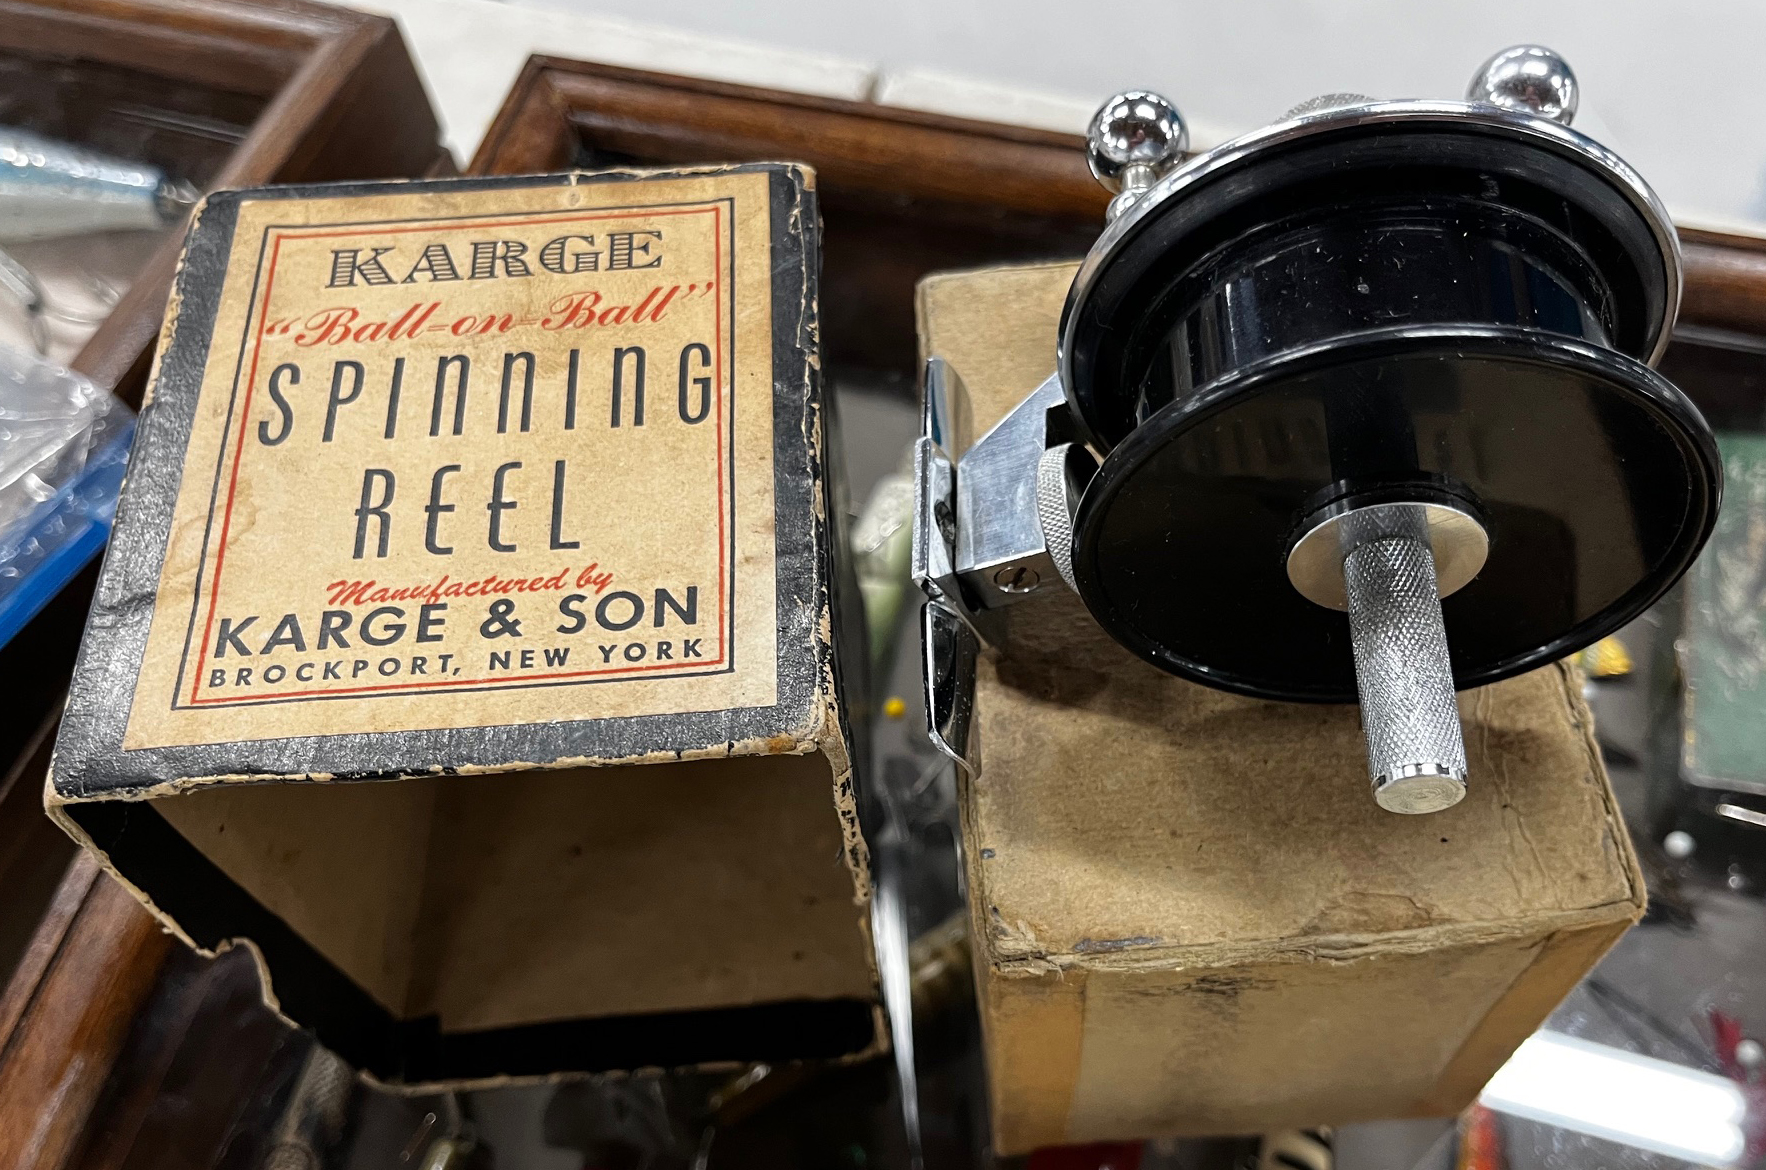 KARGE
"Ball-on-Ball"
SPINNING
REEL
Manufactured by
KARGE & SON
BROCKPORT, NEW YORK